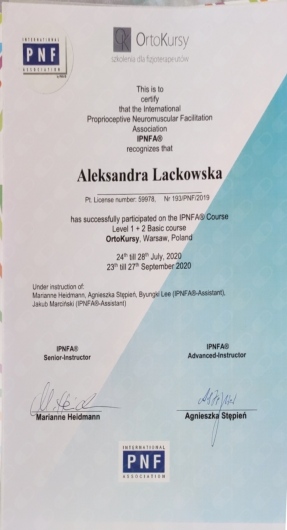 INTERNATIONAL
PNF
ASSOCIATION
OK OrtoKursy
szkolenia dla fizjoterapeutów
This is to
certify
that the International
Proprioceptive Neuromuscular Facilitation
Association
IPNFA®
recognizes that
Aleksandra Lackowska
Pt. License number: 59978, Nr 193/PNF/2019
has successfully participated on the IPNFA® Course
Level 1 + 2 Basic course
OrtoKursy, Warsaw, Poland
24th till 28th July, 2020
23th till 27th September 2020
Under instruction of:
Marianne Heidmann, Agnieszka Stępień, Byungki Lee (IPNFA®-Assistant),
Jakub Marciński (IPNFA®-Assistant)
IPNFA®
Senior-Instructor
IPNFA®
Advanced-Instructor
Marianne Heidmann
Agnieszka Stępień
INTERNATIONAL
PNF
ASSOCIATION